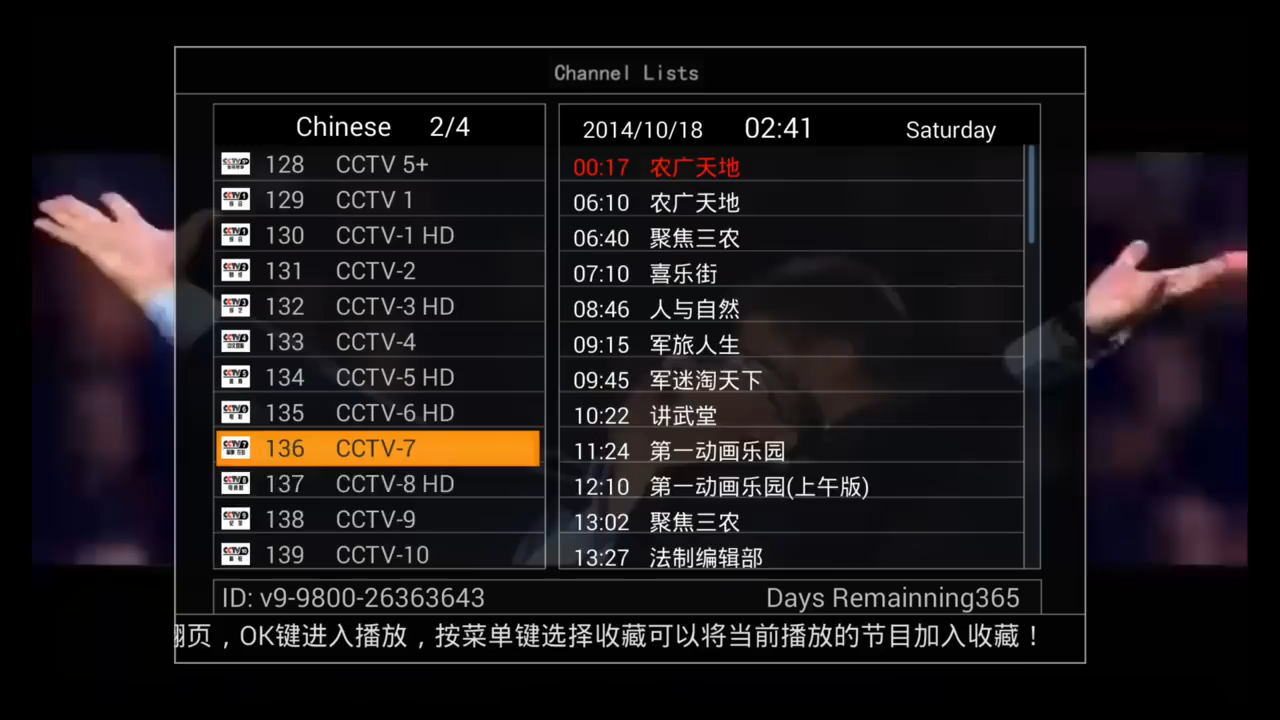 Channel Lists
Chinese 2/4
128 CCTV 5+
129 CCTV 1
130 CCTV-1 HD
131 CCTV-2
132 CCTV-3 HD
133 CCTV-4
134 CCTV-5 HD
135 CCTV-6 HD
136 CCTV-7
137 CCTV-8 HD
138 CCTV-9
139 CCTV-10
2014/10/18 02:41 Saturday
00:17 农广天地
06:10 农广天地
06:40 聚焦三农
07:10 喜乐街
08:46 人与自然
09:15 军旅人生
09:45 军迷淘天下
10:22 讲武堂
11:24 第一动画乐园
12:10 第一动画乐园(上午版)
13:02 聚焦三农
13:27 法制编辑部
ID: v9-9800-26363643 Days Remainning365
页，OK键进入播放，按菜单键选择收藏可以将当前播放的节目加入收藏！